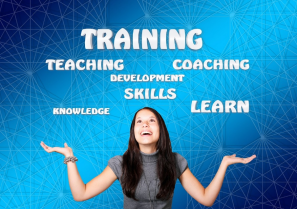 TRAINING
TEACHING COACHING
DEVELOPMENT
SKILLS
KNOWLEDGE LEARN